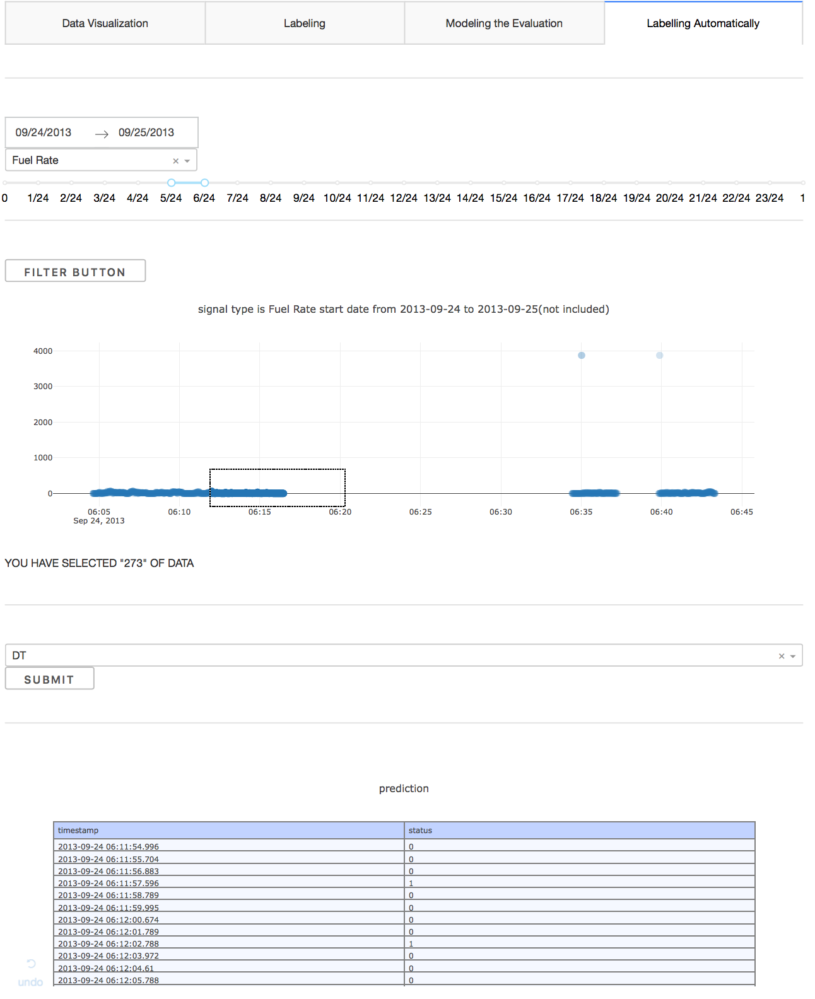 Data Visualization Labeling Modeling the Evaluation Labelling Automatically
09/24/2013 → 09/25/2013
Fuel Rate × 
0 1/24 2/24 3/24 4/24 5/24 6/24 7/24 8/24 9/24 10/24 11/24 12/24 13/24 14/24 15/24 16/24 17/24 18/24 19/24 20/24 21/24 22/24 23/24 1
FILTER BUTTON
signal type is Fuel Rate start date from 2013-09-24 to 2013-09-25(not included)
4000
3000
2000
1000
0
06:05 06:10 06:15 06:20 06:25 06:30 06:35 06:40 06:45
Sep 24, 2013
YOU HAVE SELECTED "273" OF DATA
DT ×
SUBMIT
prediction
timestamp status
2013-09-24 06:11:54.996 0
2013-09-24 06:11:55.704 0
2013-09-24 06:11:56.883 0
2013-09-24 06:11:57.596 1
2013-09-24 06:11:58.789 0
2013-09-24 06:11:59.995 0
2013-09-24 06:12:00.674 0
2013-09-24 06:12:01.789 0
2013-09-24 06:12:02.788 1
2013-09-24 06:12:03.972 0
2013-09-24 06:12:04.61 0
2013-09-24 06:12:05.788 0
undo